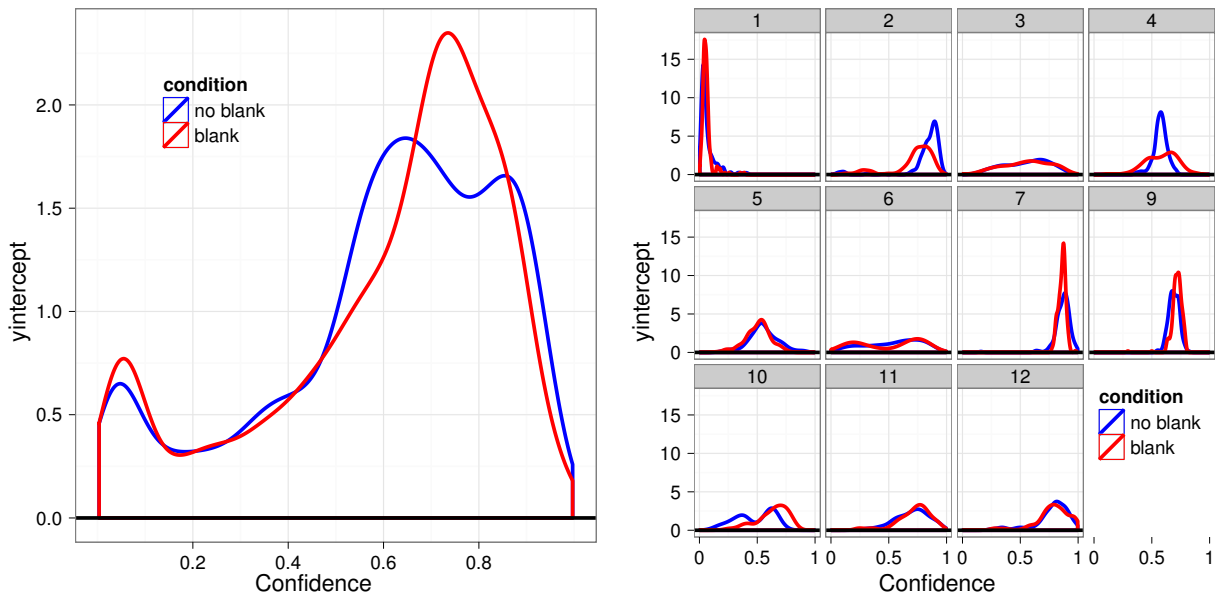 condition
no blank
blank
yintercept
2.0
1.5
1.0
0.5
0.0
0.2 0.4 0.6 0.8
Confidence
1 2 3 4
15
10
5
0
5 6 7 9
15
10
5
0
10 11 12
15
10
5
0
yintercept
condition
no blank
blank
0 0.5 1 0 0.5 1 0 0.5 1 0 0.5 1
Confidence